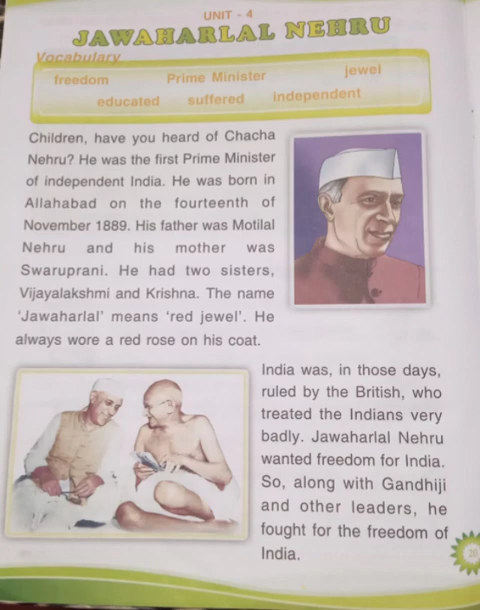 UNIT - 4
JAWAHARLAL NEHRU
Vocabulary
freedom Prime Minister jewel
educated suffered independent
Children, have you heard of Chacha
Nehru? He was the first Prime Minister
of independent India. He was born in
Allahabad on the fourteenth of
November 1889. His father was Motilal
Nehru and his mother was
Swaruprani. He had two sisters,
Vijayalakshmi and Krishna. The name
‘Jawaharlal’ means ‘red jewel’. He
always wore a red rose on his coat.
India was, in those days,
ruled by the British, who
treated the Indians very
badly. Jawaharlal Nehru
wanted freedom for India.
So, along with Gandhiji
and other leaders, he
fought for the freedom of
India.
20